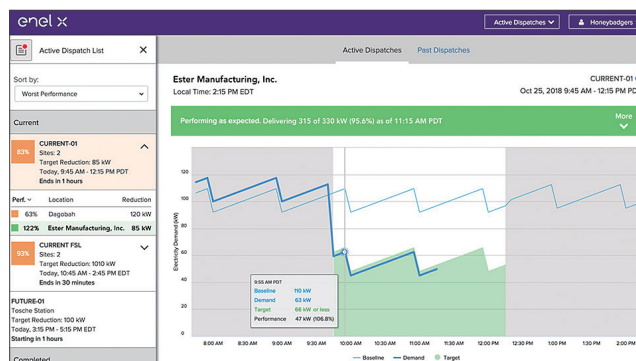 enel x
Active Dispatches
Honeybadgers
Active Dispatch List
Active Dispatches
Past Dispatches
Sort by:
Worst Performance
Ester Manufacturing, Inc.
Local Time: 2:15 PM EDT
CURRENT-01
Oct 25, 2018 9:45 AM - 12:15 PM PD
Performing as expected. Delivering 315 of 330 kW (95.6%) as of 11:15 AM PDT
More
Current
83%
CURRENT-01
Sites: 2
Target Reduction: 85 kW
Today, 9:45 AM - 12:15 PM PDT
Ends in 1 hours
Perf.
Location
Reduction
63%
Dagobah
120 kW
122%
Ester Manufacturing, Inc.
85 kW
93%
CURRENT FSL
Sites: 2
Target Reduction: 1010 kW
Today, 10:45 AM - 2:45 PM EDT
Ends in 30 minutes
FUTURE-01
Tosche Station
Target Reduction: 100 kW
Today, 3:15 PM - 5:15 PM EDT
Starting in 1 hours
Completed
Electricity Demand (kW)
120
100
80
60
40
20
0
9:55 AM PDT
Baseline 110 kW
Demand 63 kW
Target 66 kW or less
Performance 47 kW (106.8%)
8:00 AM
8:30 AM
9:00 AM
9:30 AM
10:00 AM
10:30 AM
11:00 AM
11:30 AM
12:00 PM
12:30 PM
1:00 PM
1:30 PM
2:00 PM
Baseline
Demand
Target